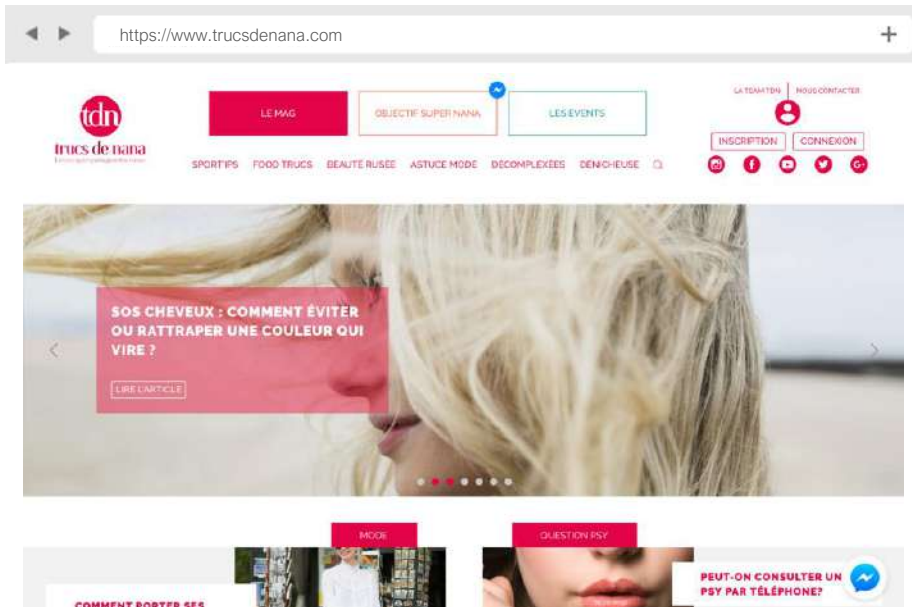 https://www.trucsdenana.com
tdn
trucs de nana
LE MAG
OBJECTIF SUPER NANA
LES EVENTS
LA TEAM TDN
NOUS CONTACTER
INSCRIPTION
CONNEXION
SPORT'IPS
FOOD TRUCS
BEAUTÉ RUSÉE
ASTUCE MODE
DÉCOMPLEXÉES
DÉNICHEUSE
SOS CHEVEUX : COMMENT ÉVITER
OU RATTRAPER UNE COULEUR QUI
VIRE ?
LIRE L'ARTICLE
MODE
QUESTION PSY
COMMENT PORTER SES
PEUT-ON CONSULTER UN
PSY PAR TÉLÉPHONE?